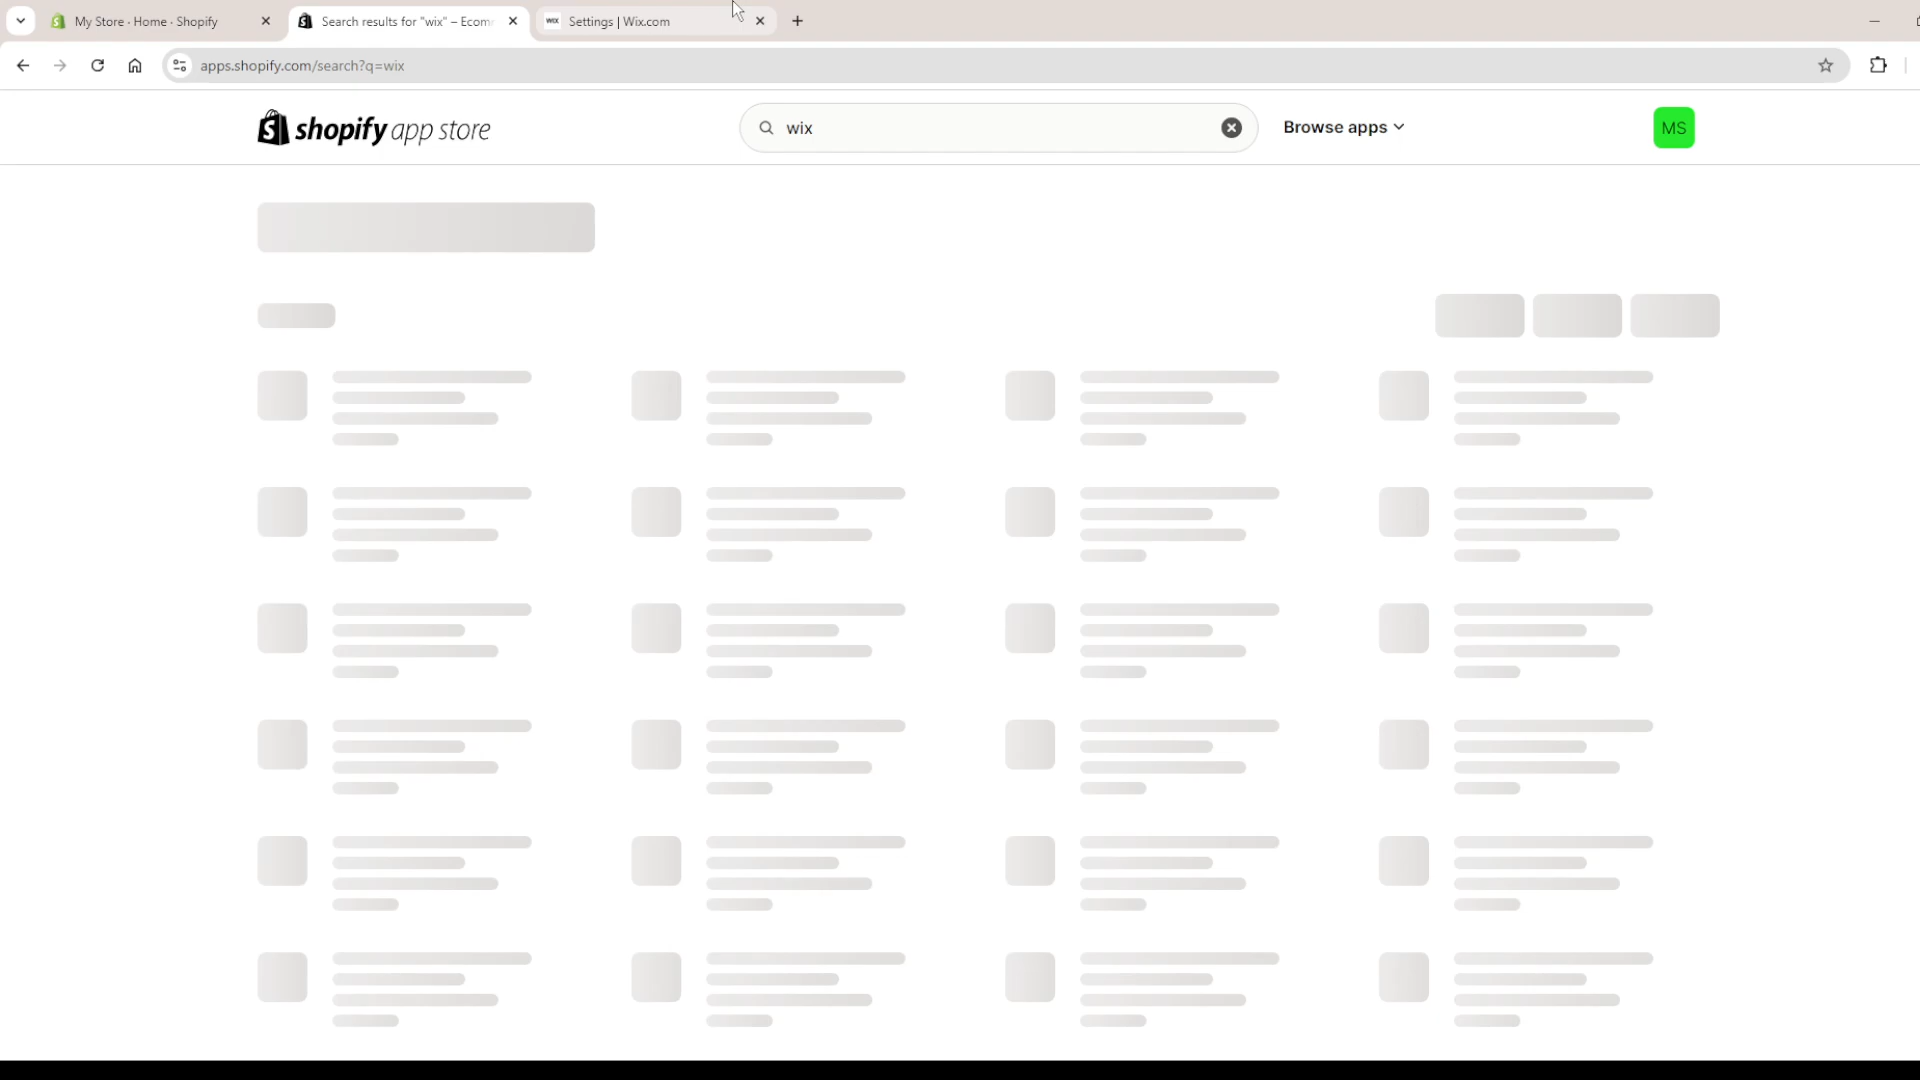 My Store · Home · Shopify
Search results for "wix" – Ecom
WIX Settings | Wix.com
apps.shopify.com/search?q=wix
shopify app store
wix
Browse apps
MS